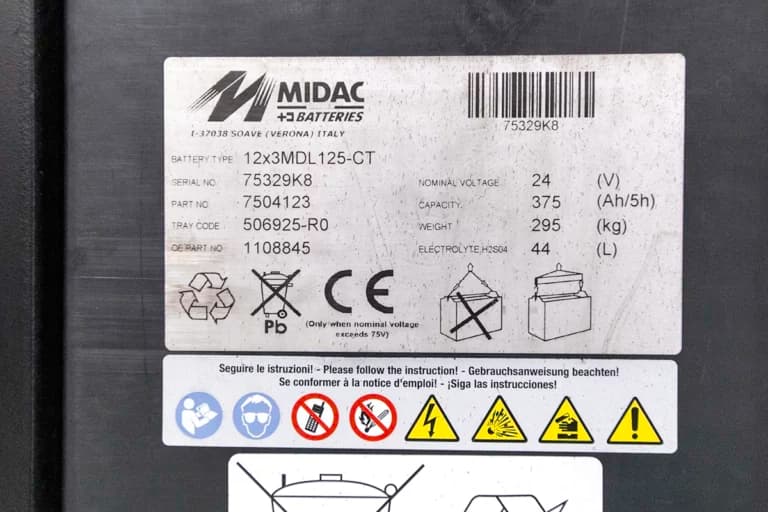 MIDAC
BATTERIES
I-37038 SOAVE (VERONA) ITALY
75329K8
BATTERY TYPE 12x3MDL125-CT
SERIAL NO. 75329K8 NOMINAL VOLTAGE 24 (V)
PART NO 7504123 CAPACITY. 375 (Ah/5h)
TRAY CODE 506925-R0 WEIGHT 295 (kg)
OE PART NO 1108845 ELECTROLYTE,H2SO4 44 (L)
Pb
CE
(Only when nominal voltage
exceeds 75V)
Seguire le istruzioni! - Please follow the instruction! - Gebrauchsanweisung beachten!
Se conformer à la notice d'emploi! - ¡Siga las instrucciones!